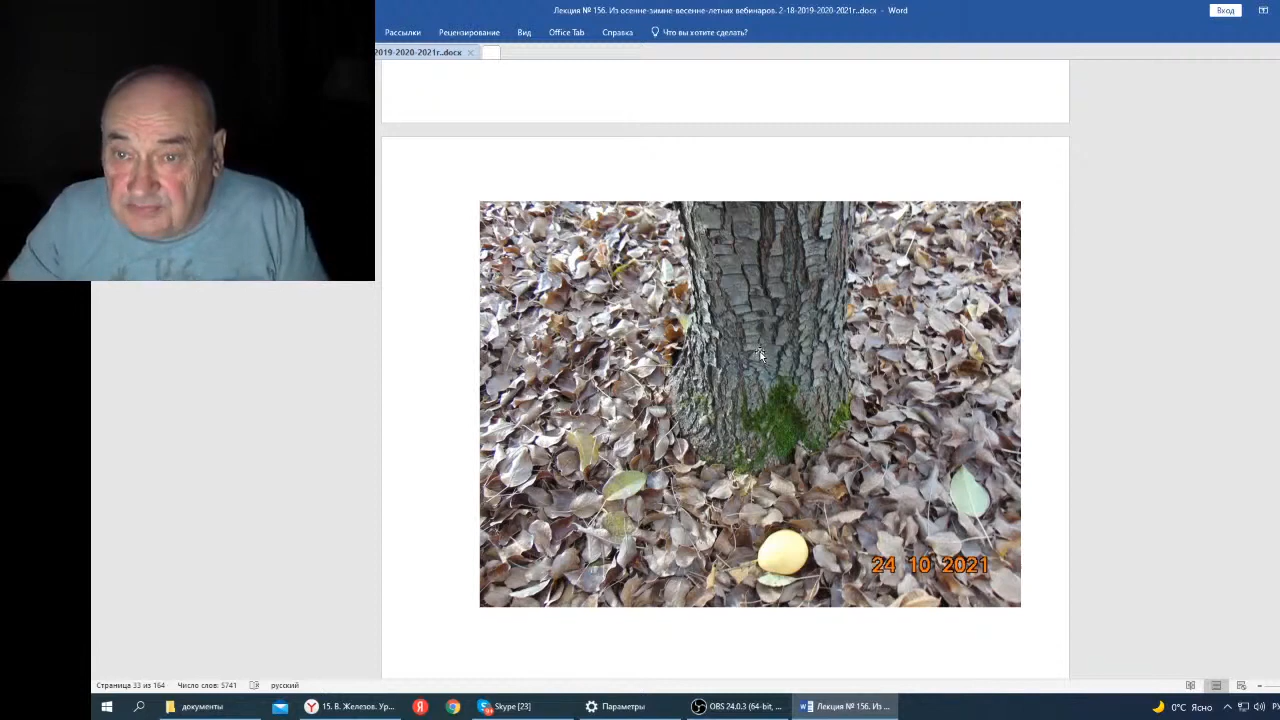 Лекция № 156. Из осенне-зимне-весенне-летних вебинаров. 2-18-2019-2020-2021г..docx - Word
Вход
Рассылки Рецензирование Вид Office Tab Справка Что вы хотите сделать?
2019-2020-2021г..docx
24 10 2021
Страница 33 из 164 Число слов: 5741 русский
документы
15. В. Железов. Ур...
Я
Skype [23]
Параметры
OBS 24.0.3 (64-bit, ...
Лекция № 156. Из ...
0°C Ясно